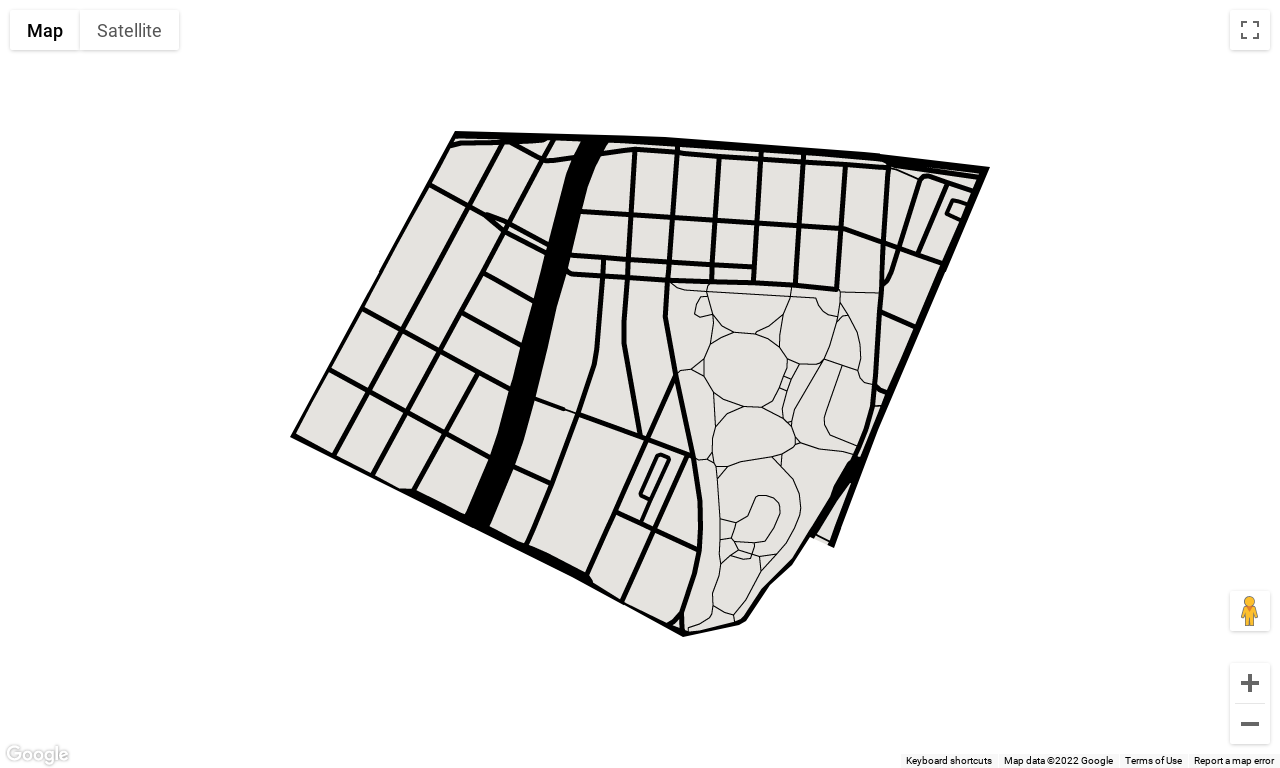 Map Satellite
Google
Keyboard shortcuts Map data ©2022 Google Terms of Use Report a map error